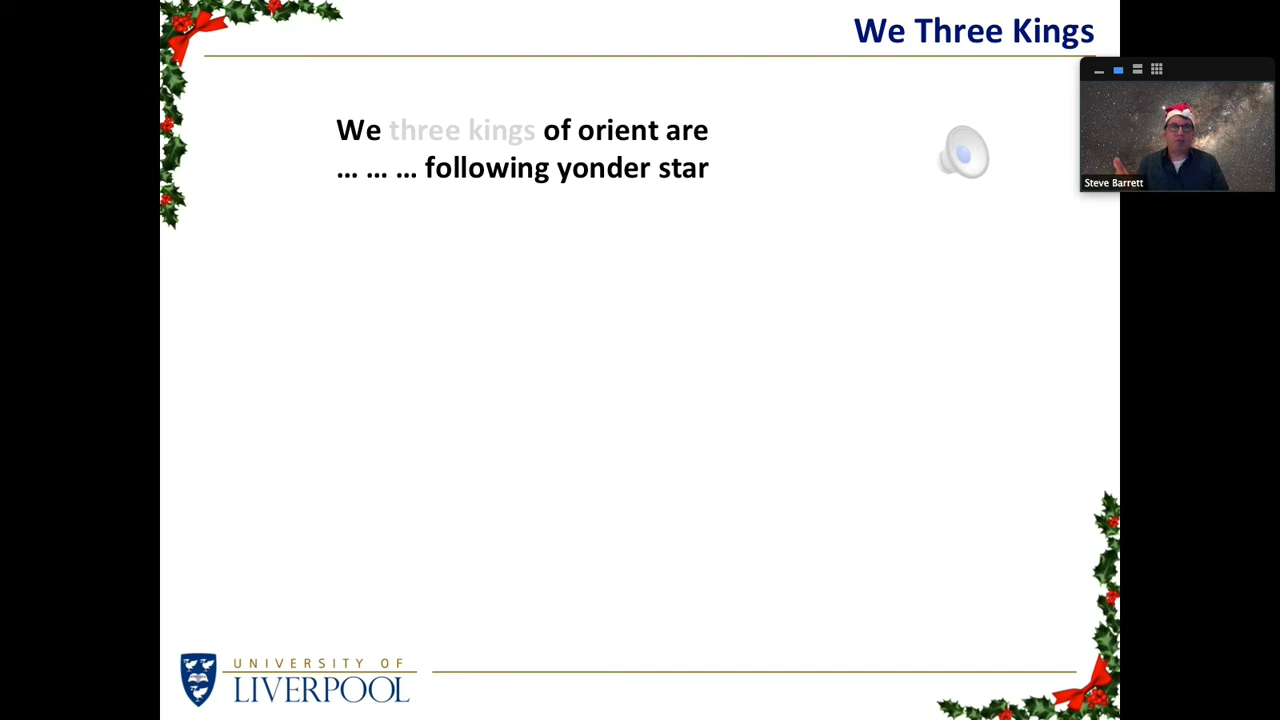 We Three Kings
We three kings of orient are
... ... ... following yonder star
Steve Barrett
UNIVERSITY OF
LIVERPOOL